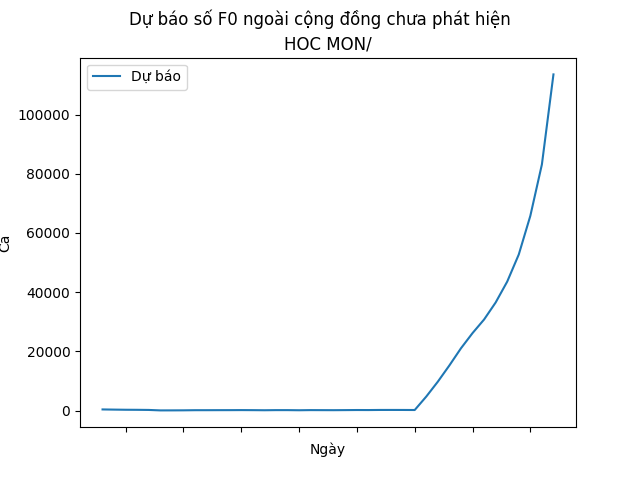 Dự báo số F0 ngoài cộng đồng chưa phát hiện
HOC MON/
Dự báo
100000
80000
60000
40000
20000
0
Ca
Ngày